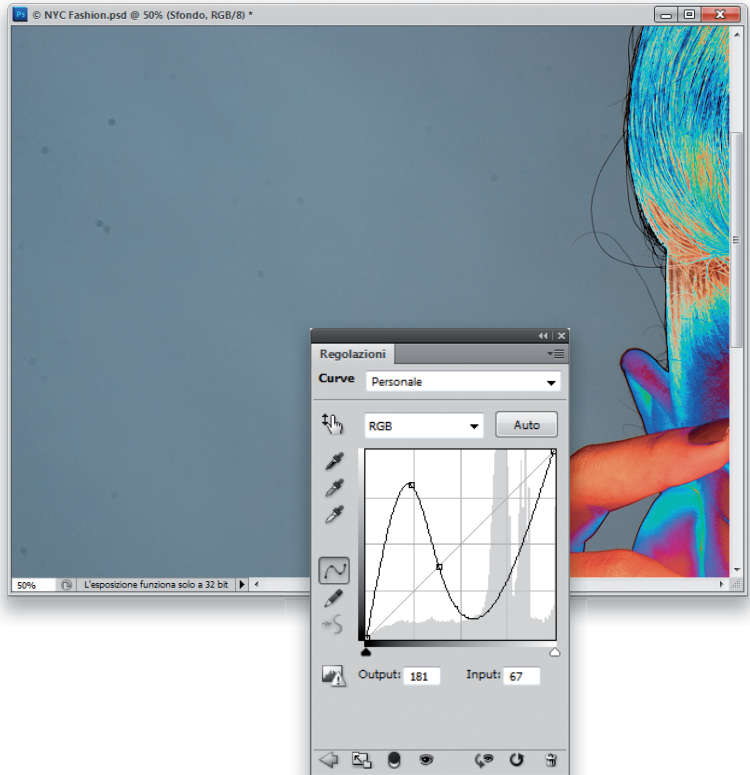 Ps © NYC Fashion.psd @ 50% (Sfondo, RGB/8) *
Regolazioni
Curve Personale
RGB Auto
50% L'esposizione funziona solo a 32 bit
Output: 181 Input: 67